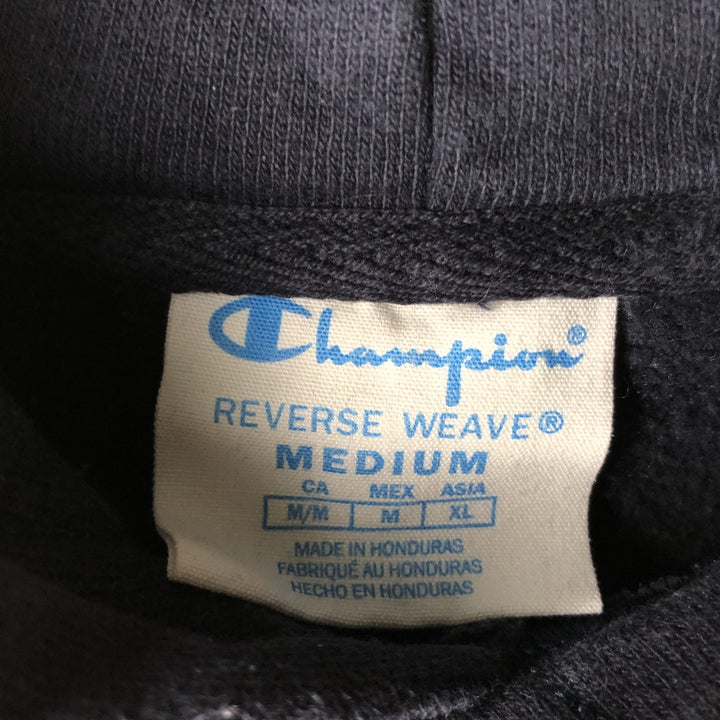 Champion®
REVERSE WEAVE®
MEDIUM
CA MEX ASIA
M/M M XL
MADE IN HONDURAS
FABRIQUÉ AU HONDURAS
HECHO EN HONDURAS